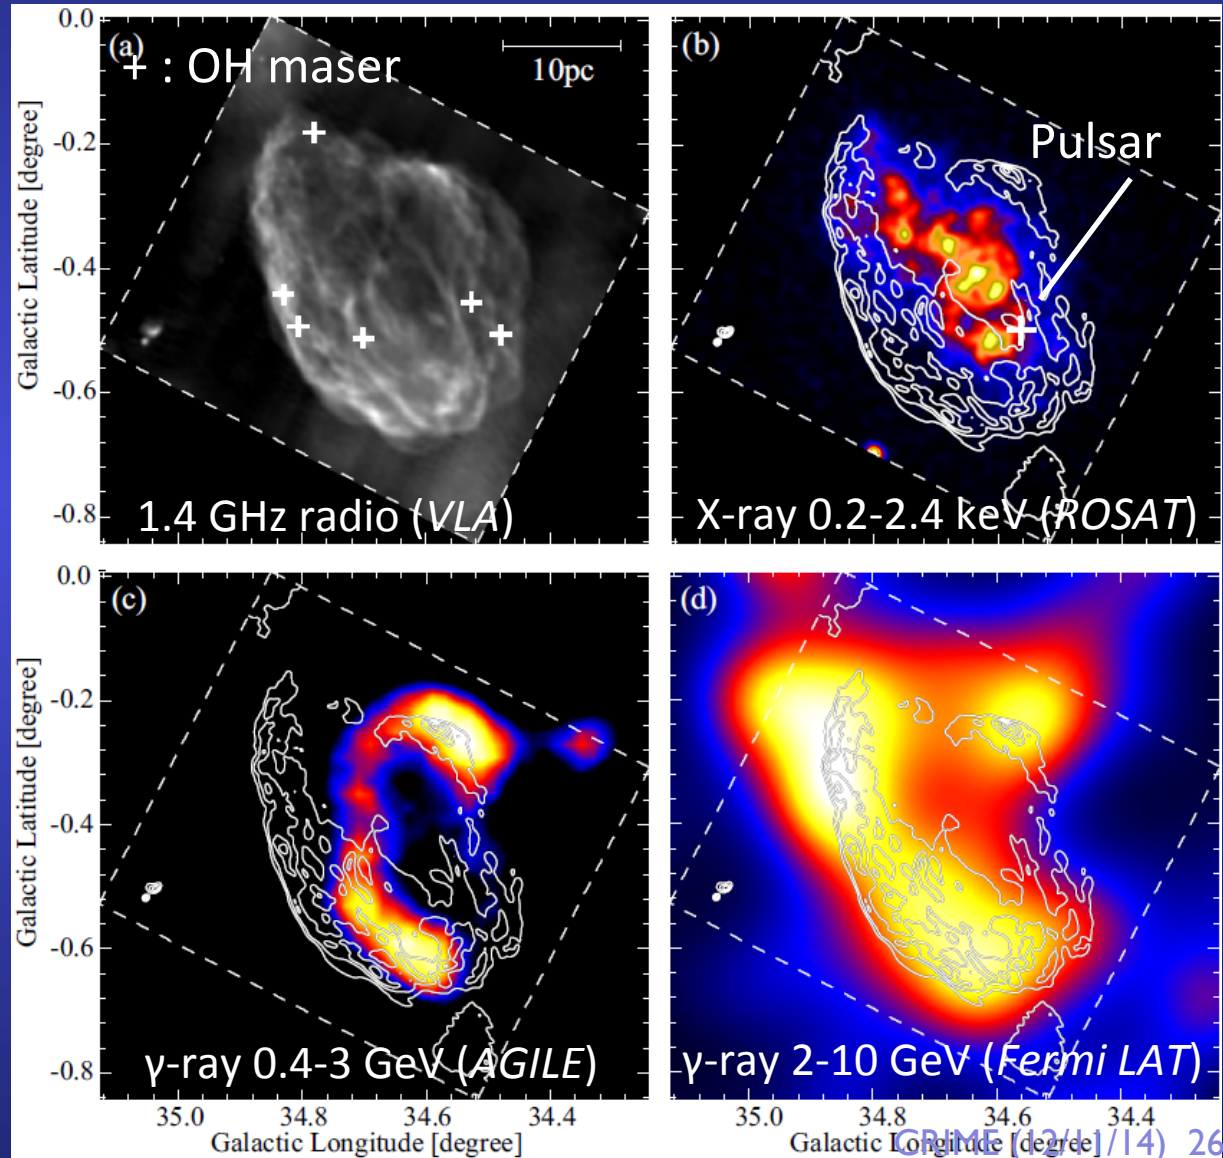 (a)
+ : OH maser
10pc
1.4 GHz radio (VLA)
0.0
-0.2
-0.4
-0.6
-0.8
Galactic Latitude [degree]
(b)
Pulsar
X-ray 0.2-2.4 keV (ROSAT)
(c)
γ-ray 0.4-3 GeV (AGILE)
0.0
-0.2
-0.4
-0.6
-0.8
Galactic Latitude [degree]
35.0 34.8 34.6 34.4
Galactic Longitude [degree]
(d)
γ-ray 2-10 GeV (Fermi LAT)
35.0 34.8 34.6 34.4
Galactic Longitude [degree]
CRIME (12/11/14) 26